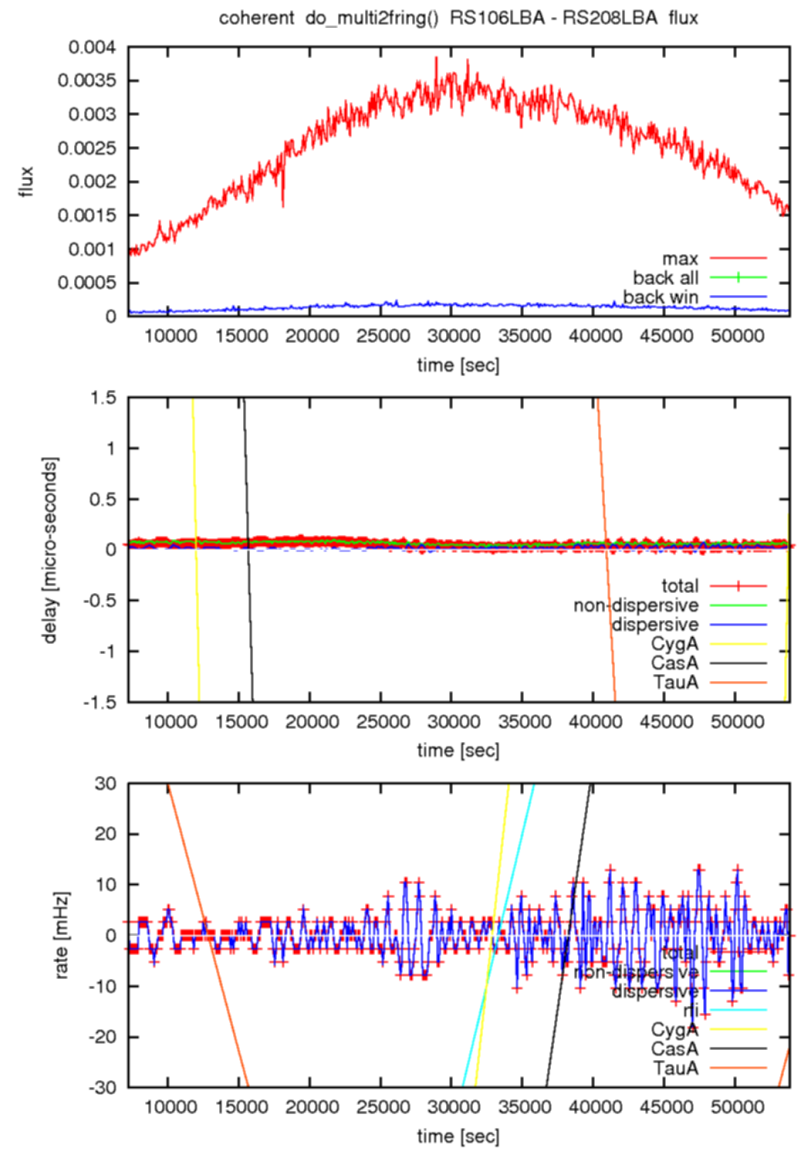 coherent do_multi2fring() RS106LBA - RS208LBA flux
0.004
0.0035
0.003
0.0025
0.002
0.0015
0.001
0.0005
0
flux
max
back all
back win
10000 15000 20000 25000 30000 35000 40000 45000 50000
time [sec]
1.5
1
0.5
0
-0.5
-1
-1.5
delay [micro-seconds]
total
non-dispersive
dispersive
CygA
CasA
TauA
10000 15000 20000 25000 30000 35000 40000 45000 50000
time [sec]
30
20
10
0
-10
-20
-30
rate [mHz]
total
non-dispersive
dispersive
CygA
CasA
TauA
10000 15000 20000 25000 30000 35000 40000 45000 50000
time [sec]